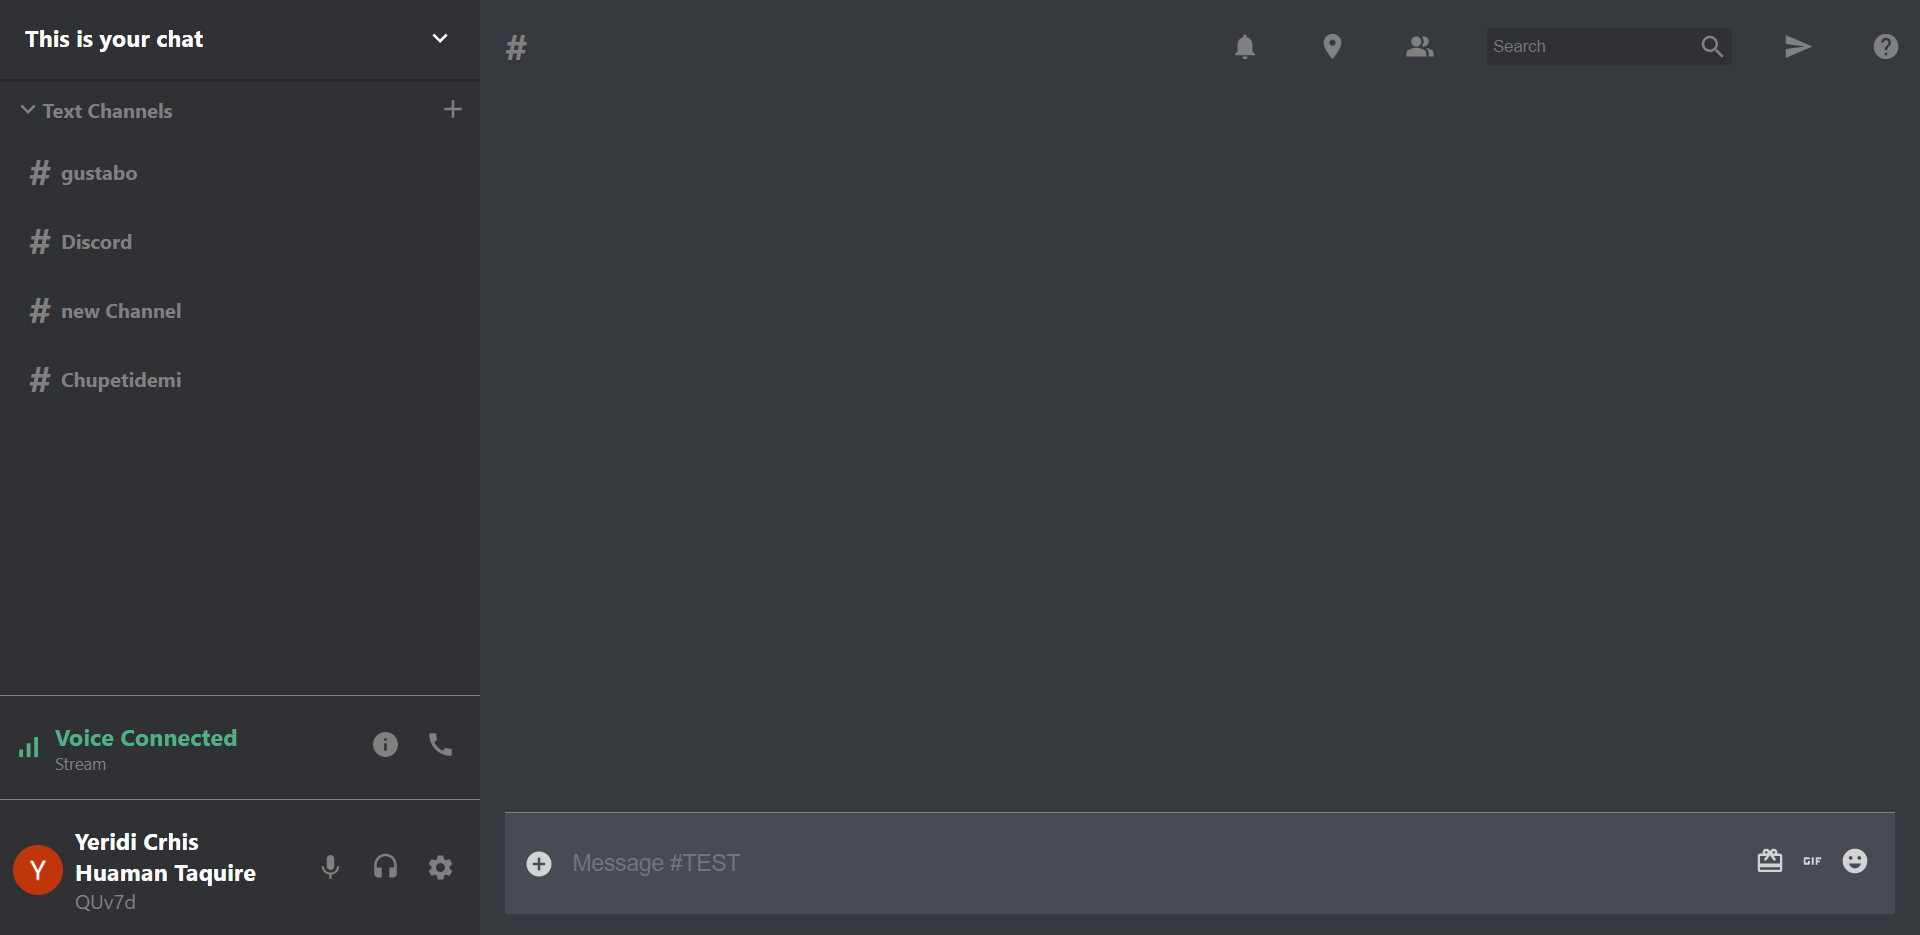 This is your chat
Text Channels
+
# gustabo
# Discord
# new Channel
# Chupetidemi
Voice Connected
Stream
Y
Yeridi Crhis
Huaman Taquire
QUv7d
#
Search
?
Message #TEST
GIF